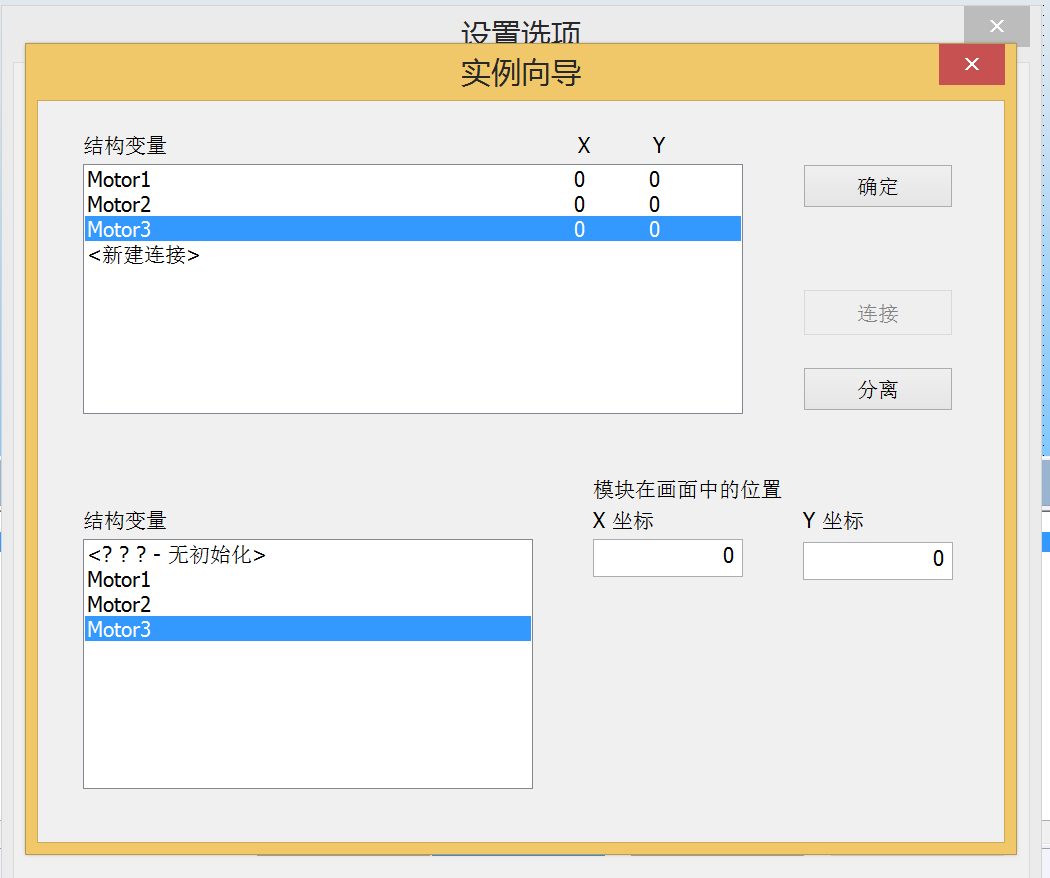 设置选项
实例向导
结构变量 X Y
Motor1 0 0
Motor2 0 0
Motor3 0 0
<新建连接>
确定
连接
分离
模块在画面中的位置
X 坐标 Y 坐标
0 0
结构变量
<? ? ? - 无初始化>
Motor1
Motor2
Motor3